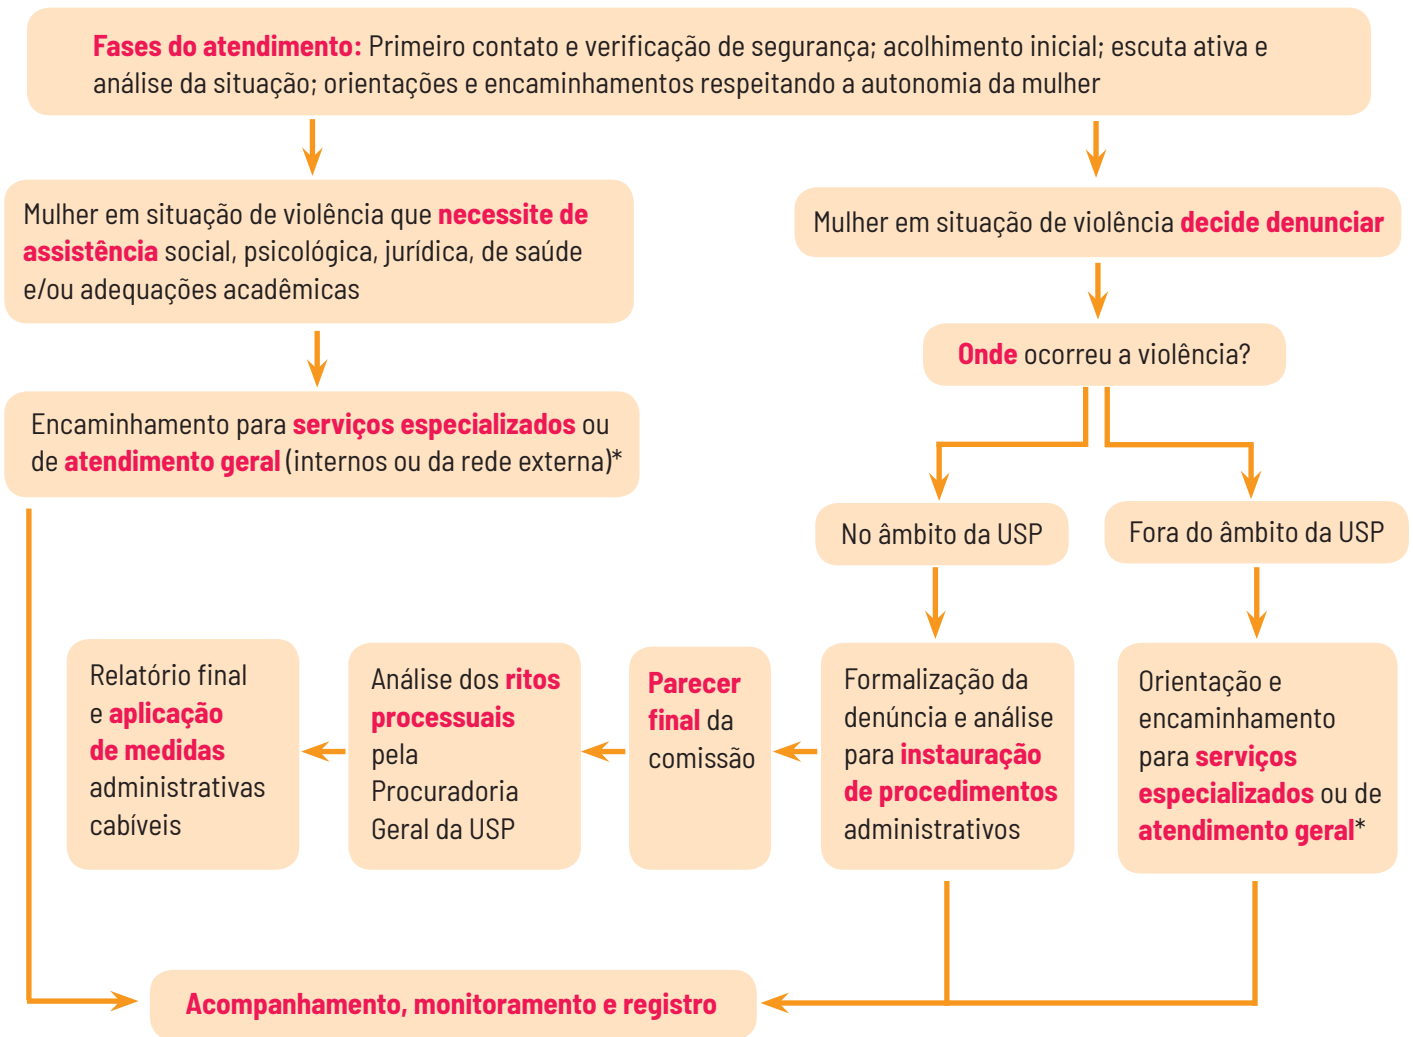 Fases do atendimento: Primeiro contato e verificação de segurança; acolhimento inicial; escuta ativa e
análise da situação; orientações e encaminhamentos respeitando a autonomia da mulher
Mulher em situação de violência que necessite de
assistência social, psicológica, jurídica, de saúde
e/ou adequações acadêmicas
Encaminhamento para serviços especializados ou
de atendimento geral (internos ou da rede externa)*
Mulher em situação de violência decide denunciar
Onde ocorreu a violência?
No âmbito da USP
Fora do âmbito da USP
Formalização da
denúncia e análise
para instauração
de procedimentos
administrativos
Parecer
final da
comissão
Análise dos ritos
processuais
pela
Procuradoria
Geral da USP
Relatório final
e aplicação
de medidas
administrativas
cabíveis
Orientação e
encaminhamento
para serviços
especializados ou de
atendimento geral*
Acompanhamento, monitoramento e registro